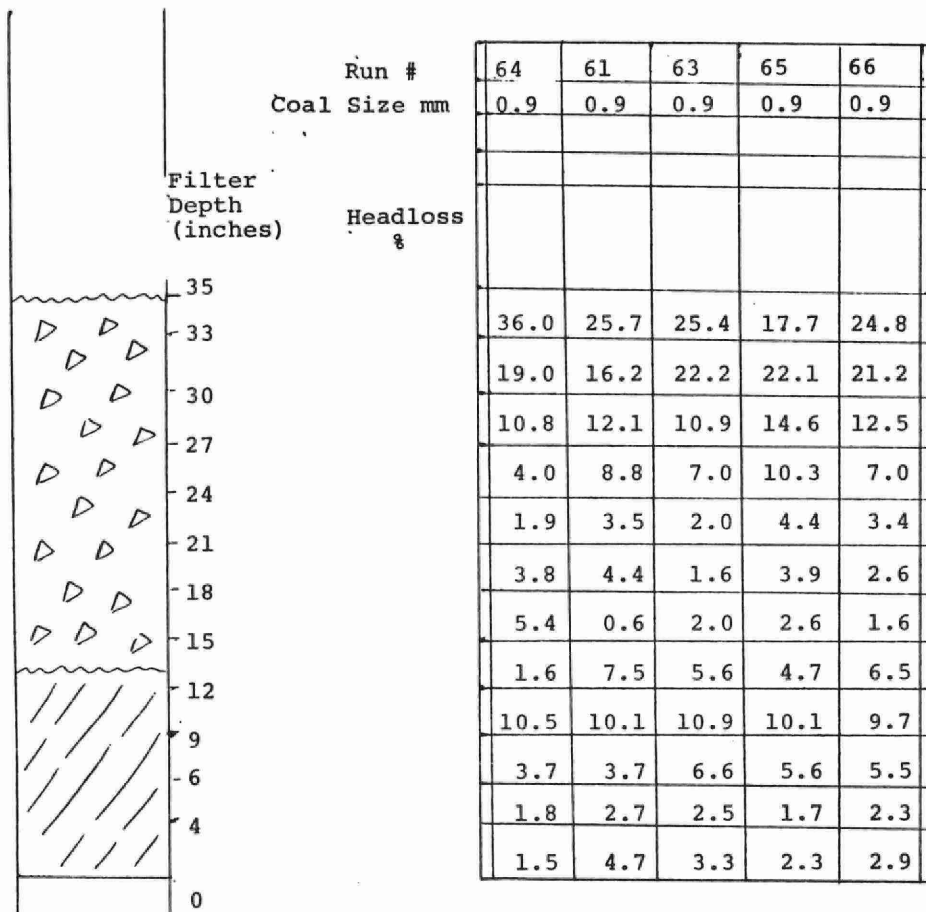 Run # 64 61 63 65 66
Coal Size mm 0.9 0.9 0.9 0.9 0.9
Filter
Depth
(inches)
Headloss
%
35
36.0 25.7 25.4 17.7 24.8
33
19.0 16.2 22.2 22.1 21.2
30
10.8 12.1 10.9 14.6 12.5
27
4.0 8.8 7.0 10.3 7.0
24
1.9 3.5 2.0 4.4 3.4
21
3.8 4.4 1.6 3.9 2.6
18
5.4 0.6 2.0 2.6 1.6
15
1.6 7.5 5.6 4.7 6.5
12
10.5 10.1 10.9 10.1 9.7
9
3.7 3.7 6.6 5.6 5.5
6
1.8 2.7 2.5 1.7 2.3
4
1.5 4.7 3.3 2.3 2.9
0